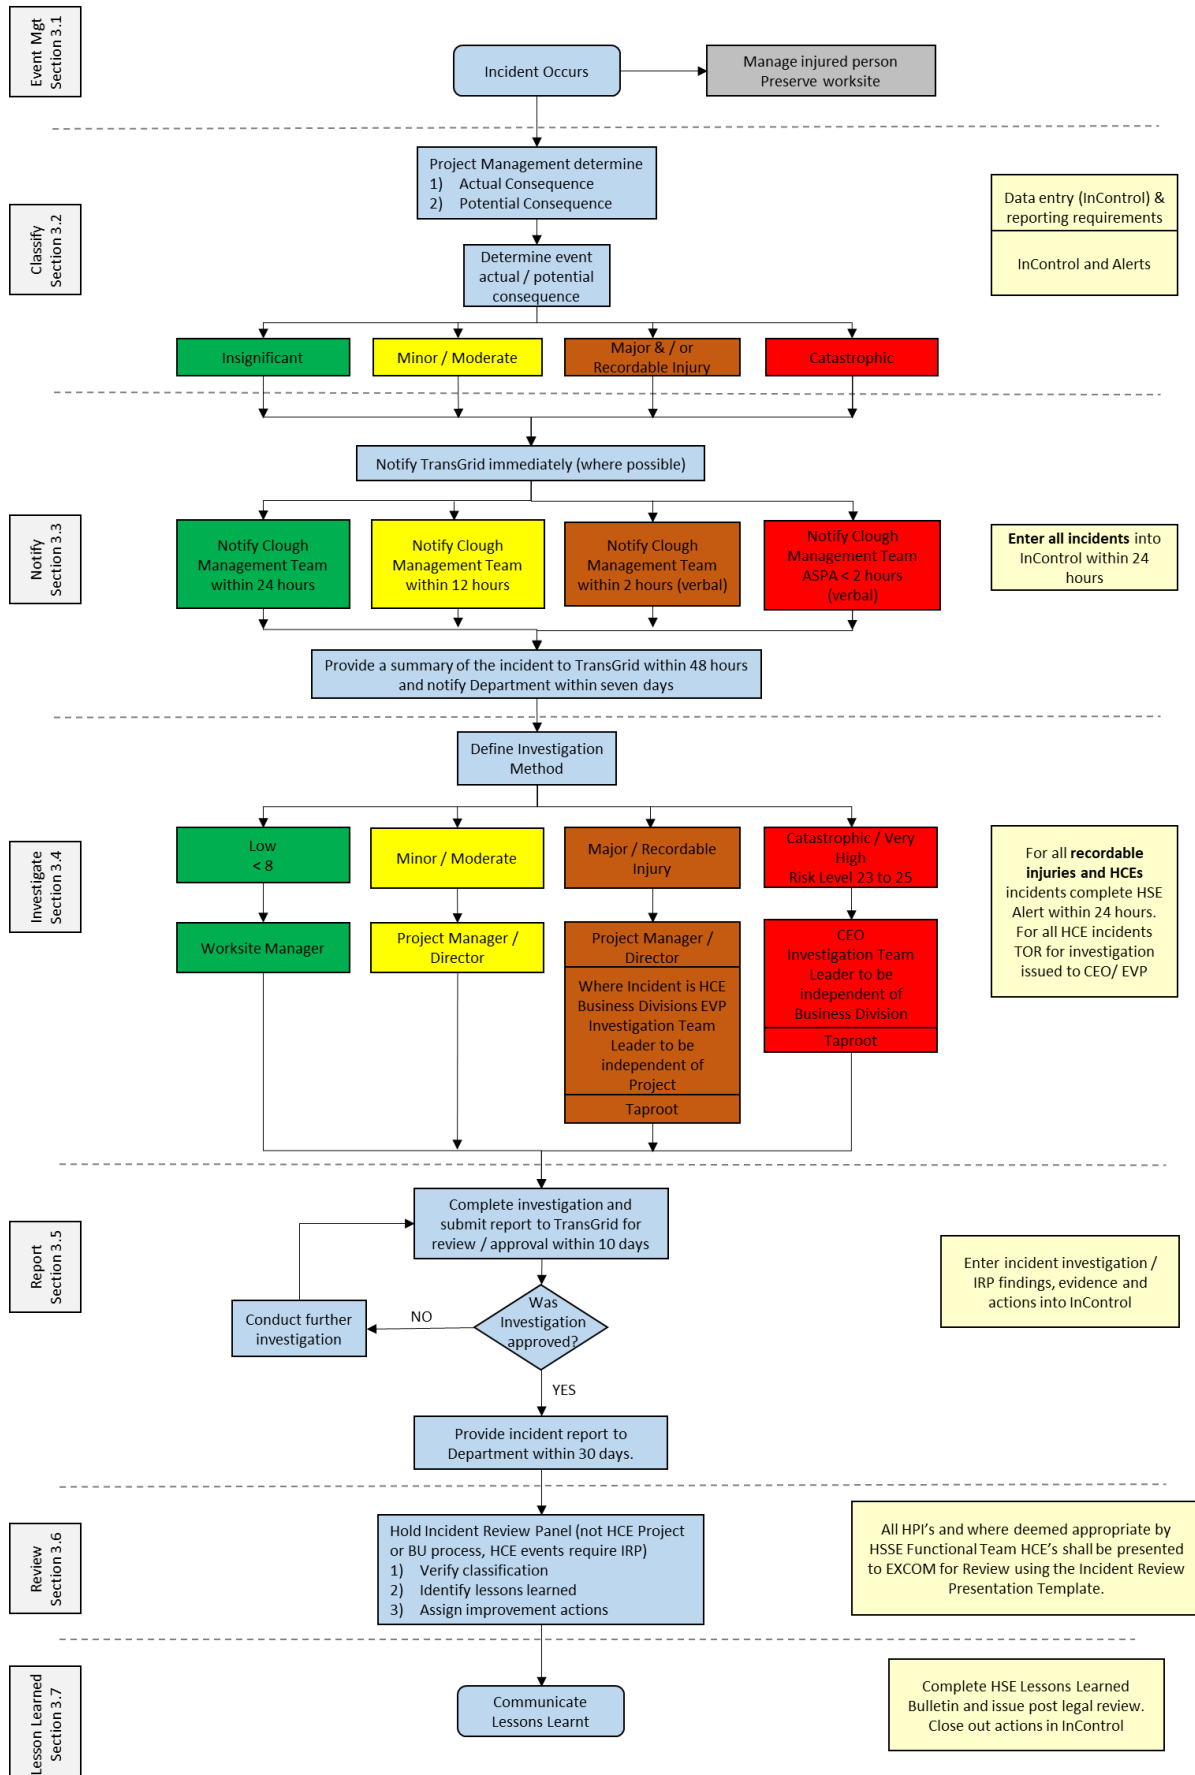 Event Mgt
Section 3.1
Incident Occurs
Manage injured person
Preserve worksite
Classify
Section 3.2
Project Management determine
1) Actual Consequence
2) Potential Consequence
Data entry (InControl) &
reporting requirements
InControl and Alerts
Determine event
actual / potential
consequence
Insignificant
Minor / Moderate
Major & / or
Recordable Injury
Catastrophic
Notify
Section 3.3
Notify TransGrid immediately (where possible)
Notify Clough
Management Team
within 24 hours
Notify Clough
Management Team
within 12 hours
Notify Clough
Management Team
within 2 hours (verbal)
Notify Clough
Management Team
ASPA < 2 hours
(verbal)
Enter all incidents into
InControl within 24
hours
Provide a summary of the incident to TransGrid within 48 hours
and notify Department within seven days
Investigate
Section 3.4
Define Investigation
Method
Low
< 8
Minor / Moderate
Major / Recordable
Injury
Catastrophic / Very
High
Risk Level 23 to 25
For all recordable
injuries and HCEs
incidents complete HSE
Alert within 24 hours.
For all HCE incidents
TOR for investigation
issued to CEO/ EVP
Worksite Manager
Project Manager /
Director
Project Manager /
Director
Where Incident is HCE
Business Divisions EVP
Investigation Team
Leader to be
independent of
Project
Taproot
CEO
Investigation Team
Leader to be
independent of
Business Division
Taproot
Report
Section 3.5
Complete investigation and
submit report to TransGrid for
review / approval within 10 days
Enter incident investigation /
IRP findings, evidence and
actions into InControl
Conduct further
investigation
NO
Was
Investigation
approved?
YES
Provide incident report to
Department within 30 days.
Review
Section 3.6
Hold Incident Review Panel (not HCE Project
or BU process, HCE events require IRP)
1) Verify classification
2) Identify lessons learned
3) Assign improvement actions
All HPI's and where deemed appropriate by
HSSE Functional Team HCE's shall be presented
to EXCOM for Review using the Incident Review
Presentation Template.
Lesson Learned
Section 3.7
Communicate
Lessons Learnt
Complete HSE Lessons Learned
Bulletin and issue post legal review.
Close out actions in InControl